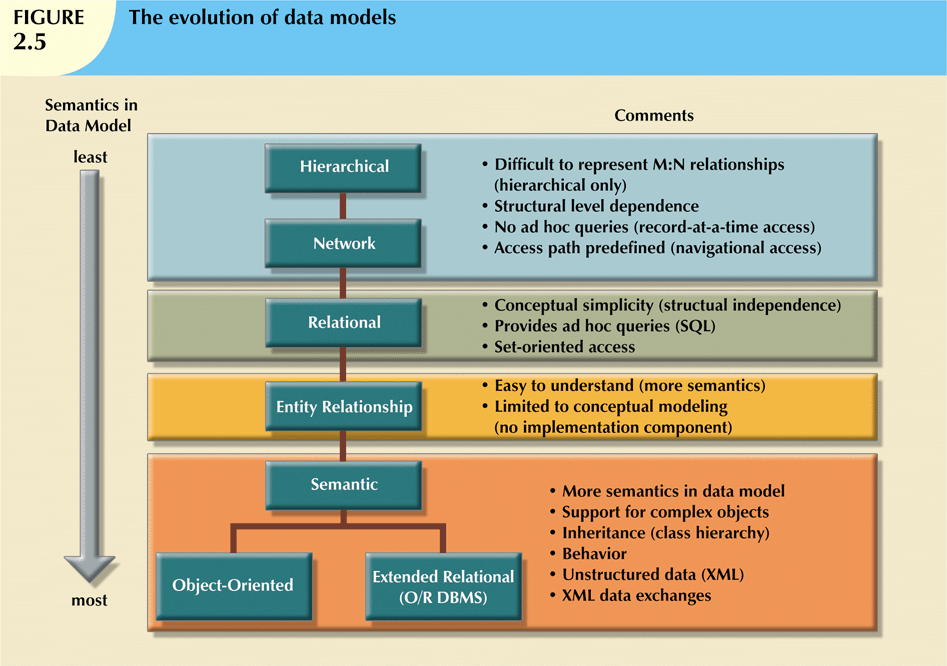 FIGURE
2.5
The evolution of data models
Semantics in
Data Model
least
most
Comments
Hierarchical
Network
• Difficult to represent M:N relationships
(hierarchical only)
• Structural level dependence
• No ad hoc queries (record-at-a-time access)
• Access path predefined (navigational access)
Relational
• Conceptual simplicity (structual independence)
• Provides ad hoc queries (SQL)
• Set-oriented access
Entity Relationship
• Easy to understand (more semantics)
• Limited to conceptual modeling
(no implementation component)
Semantic
Object-Oriented
Extended Relational
(O/R DBMS)
• More semantics in data model
• Support for complex objects
• Inheritance (class hierarchy)
• Behavior
• Unstructured data (XML)
• XML data exchanges